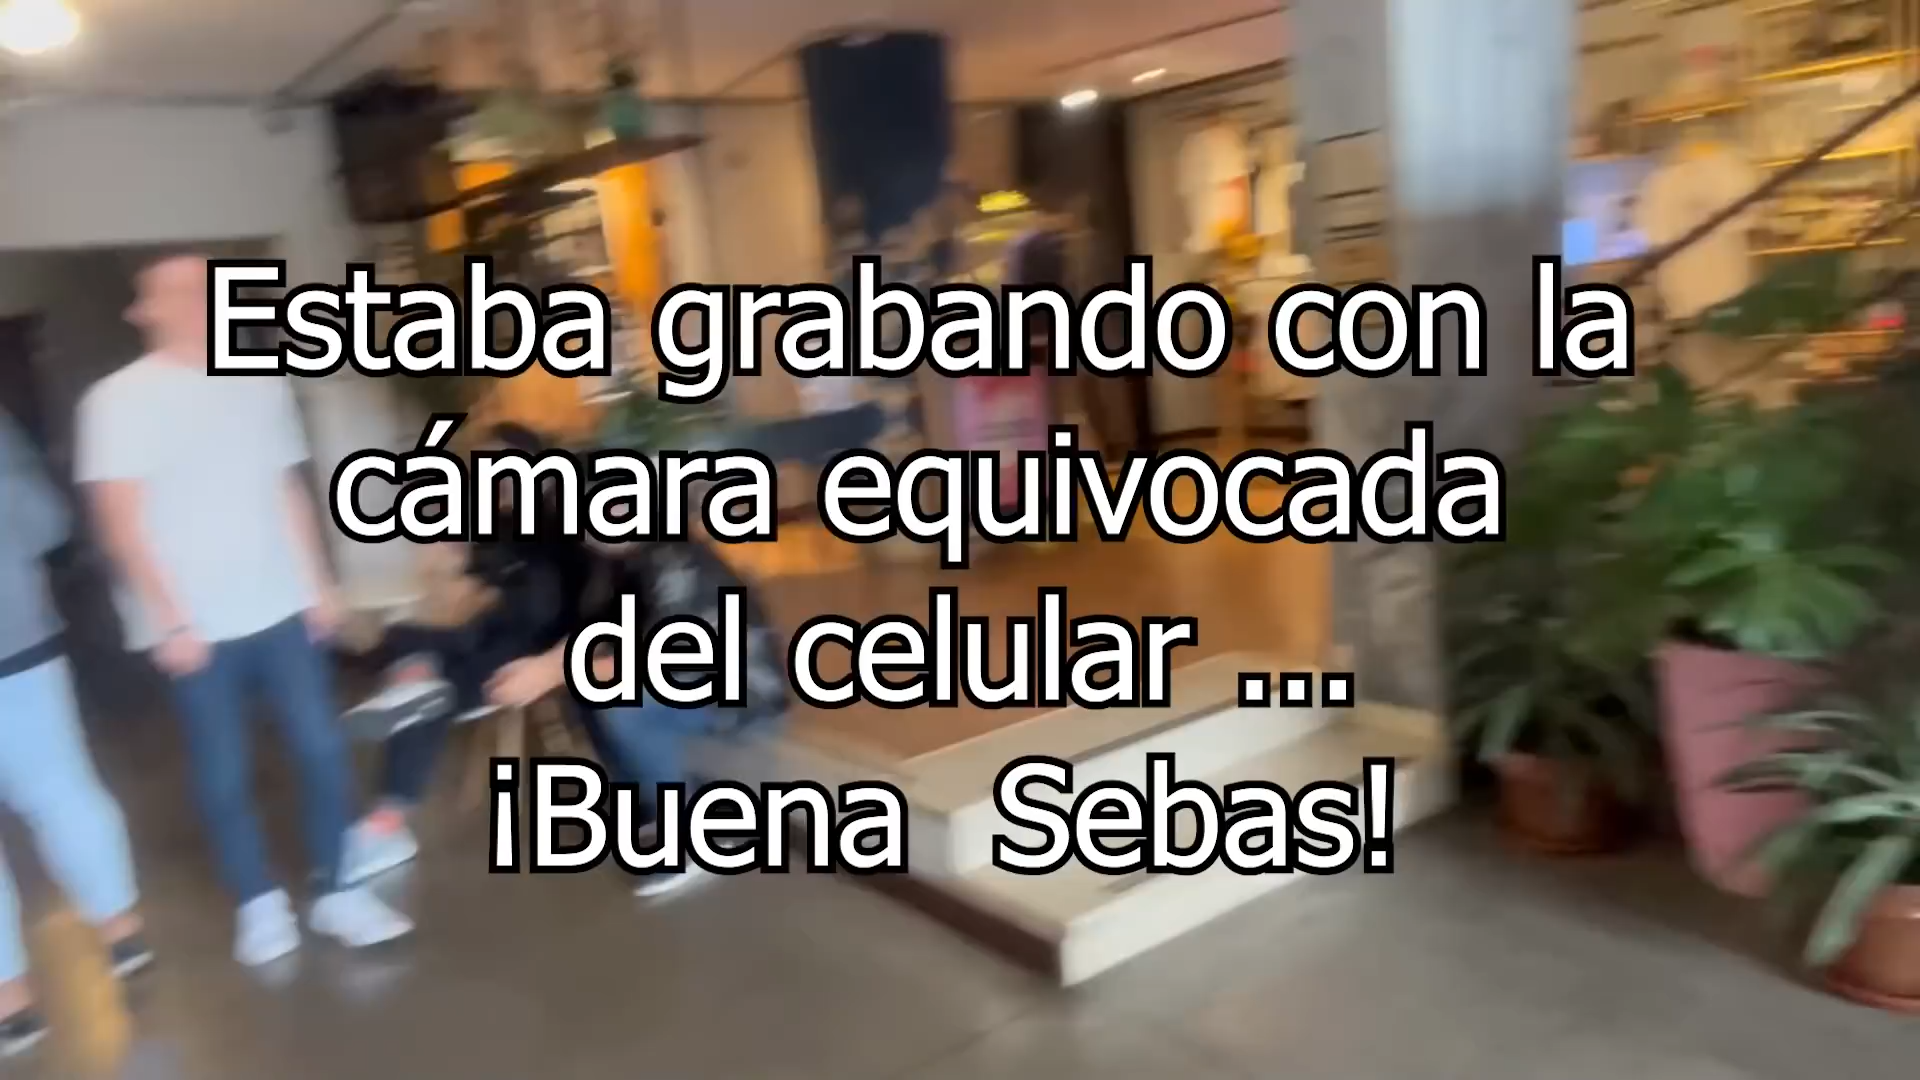 Estaba grabando con la
cámara equivocada
del celular ...
¡Buena  Sebas!